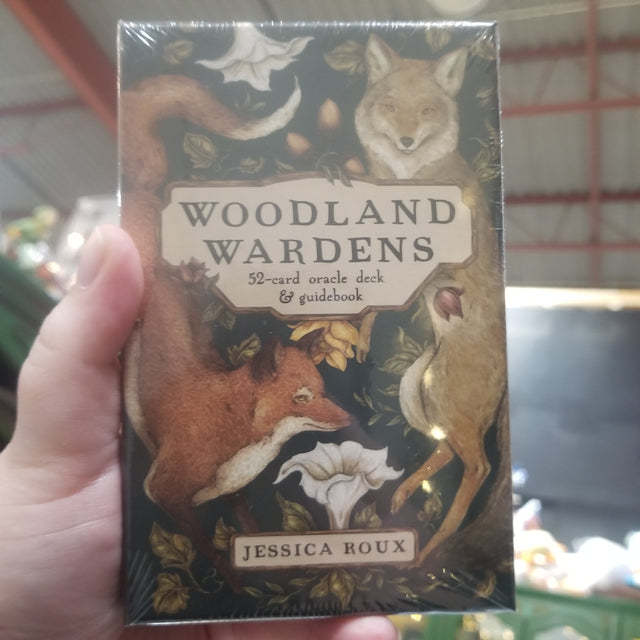 WOODLAND
WARDENS
52-card oracle deck
& guidebook
JESSICA ROUX